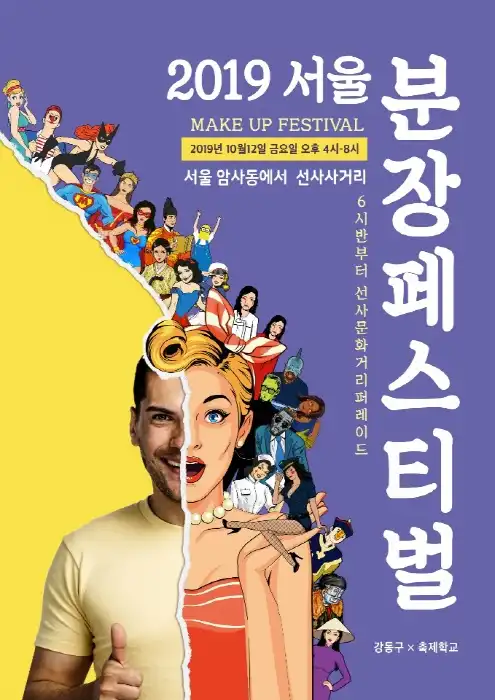 2019 서울
분장페스티벌
MAKE UP FESTIVAL
2019년 10월12일 금요일 오후 4시-8시
서울 암사동에서 선사사거리
6시반부터 선사문화거리퍼레이드
강동구 × 축제학교